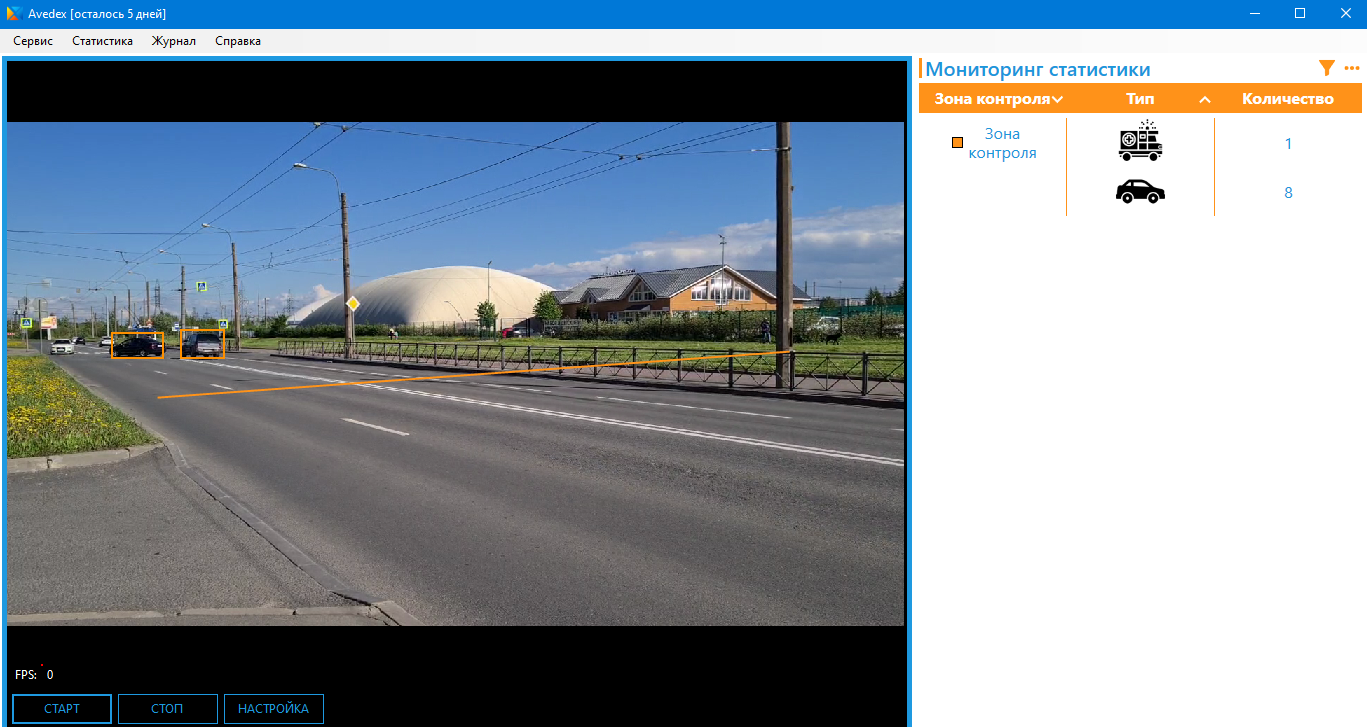 Avedex [осталось 5 дней]
Сервис Статистика Журнал Справка
Мониторинг статистики
Зона контроля Тип Количество
Зона
контроля
1
8
FPS: 0
СТАРТ СТОП НАСТРОЙКА